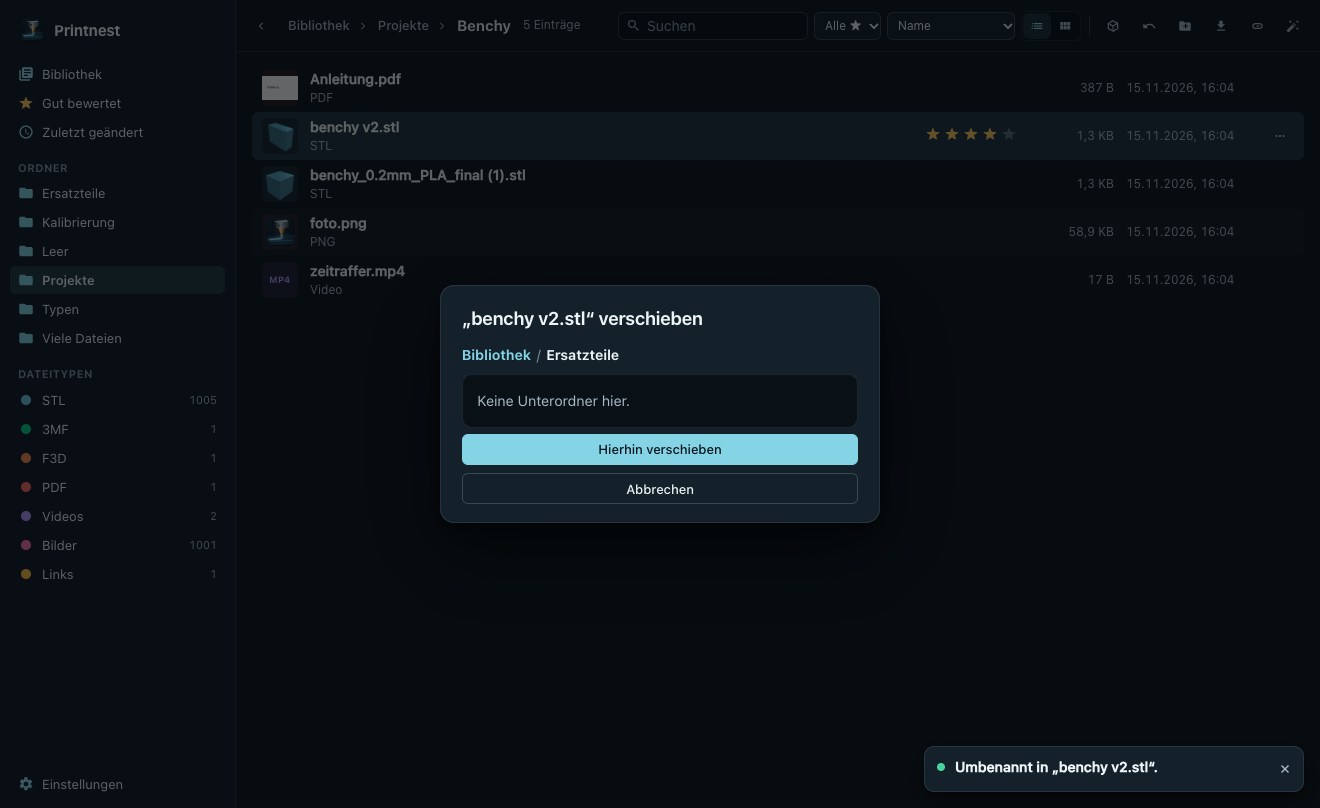 Printnest
Bibliothek
Gut bewertet
Zuletzt geändert
ORDNER
Ersatzteile
Kalibrierung
Leer
Projekte
Typen
Viele Dateien
DATEITYPEN
STL 1005
3MF 1
F3D 1
PDF 1
Videos 2
Bilder 1001
Links 1
Einstellungen
Bibliothek Projekte Benchy 5 Einträge Suchen Alle ★ Name
Anleitung.pdf
PDF
387 B 15.11.2026, 16:04
benchy v2.stl
STL
1,3 KB 15.11.2026, 16:04
benchy_0.2mm_PLA_final (1).stl
STL
1,3 KB 15.11.2026, 16:04
foto.png
PNG
58,9 KB 15.11.2026, 16:04
MP4
zeitraffer.mp4
Video
17 B 15.11.2026, 16:04
„benchy v2.stl“ verschieben
Bibliothek / Ersatzteile
Keine Unterordner hier.
Hierhin verschieben
Abbrechen
Umbenannt in „benchy v2.stl“.